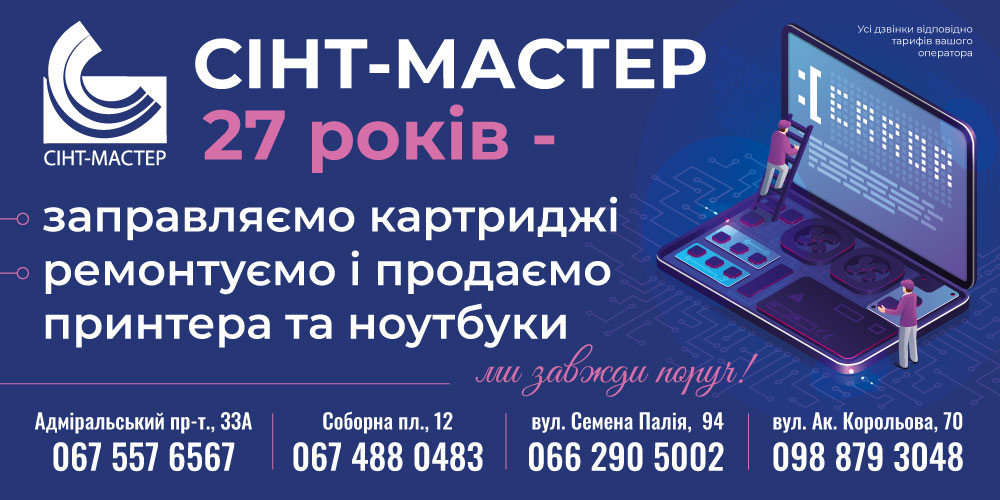 СІНТ-МАСТЕР
СІНТ-МАСТЕР
27 років -
Усі дзвінки відповідно
тарифів вашого
оператора
:[ERROR
заправляємо картриджі
ремонтуємо і продаємо
принтера та ноутбуки
ми завжди поруч!
Адміральський пр-т., 33А
067 557 6567
Соборна пл., 12
067 488 0483
вул. Семена Палія, 94
066 290 5002
вул. Ак. Корольова, 70
098 879 3048